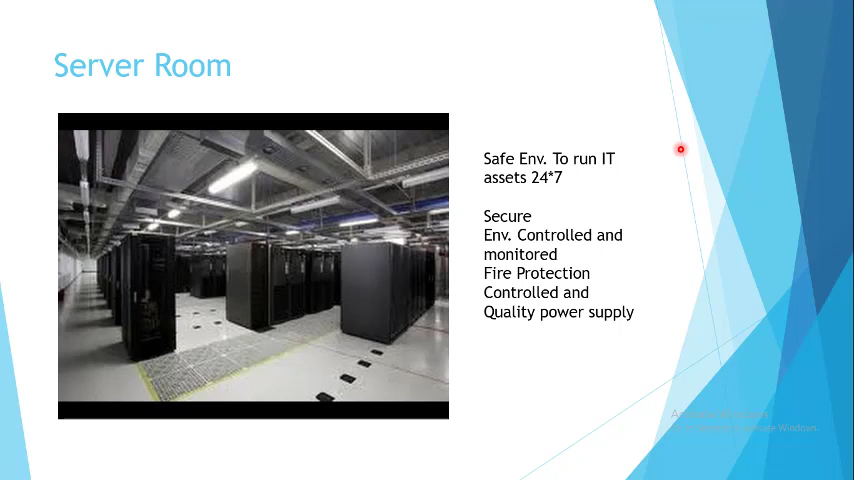 Server Room
Safe Env. To run IT
assets 24*7
Secure
Env. Controlled and
monitored
Fire Protection
Controlled and
Quality power supply
Windows.